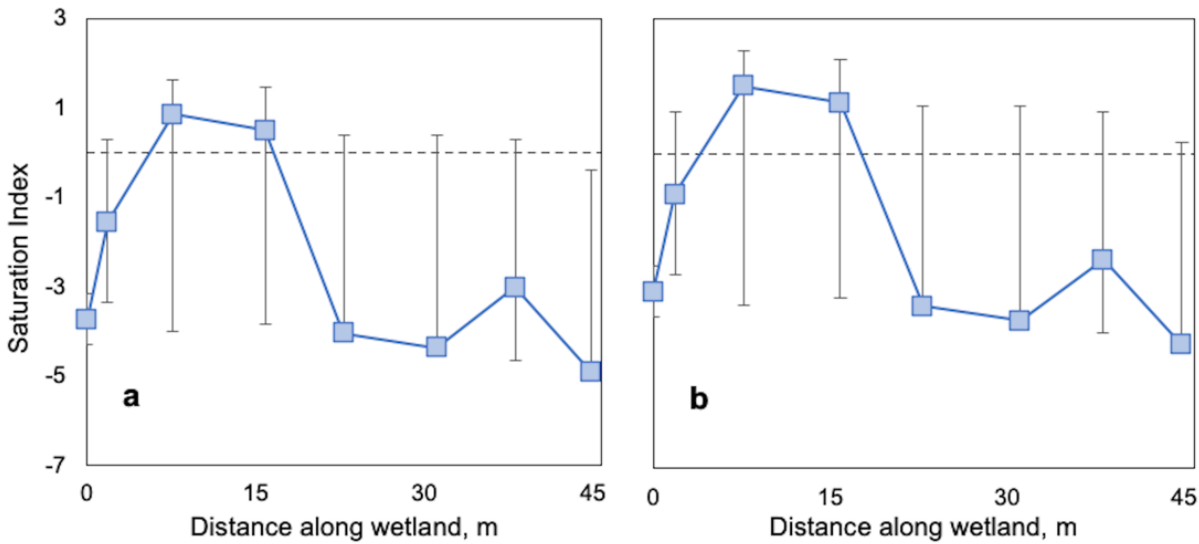 3
1
-1
-3
-5
-7
Saturation Index
a
b
0
15
30
45
0
15
30
45
Distance along wetland, m
Distance along wetland, m